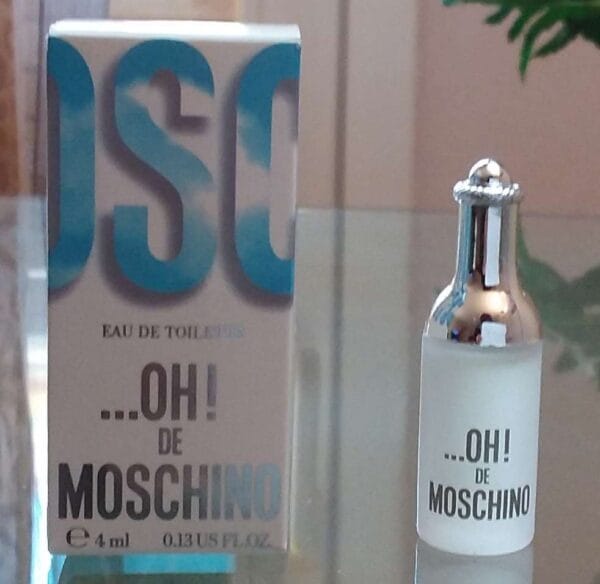 OSC
EAU DE TOILETTE
...OH!
DE
MOSCHINO
e 4 ml 0.13 US FL.OZ.
...OH!
DE
MOSCHINO